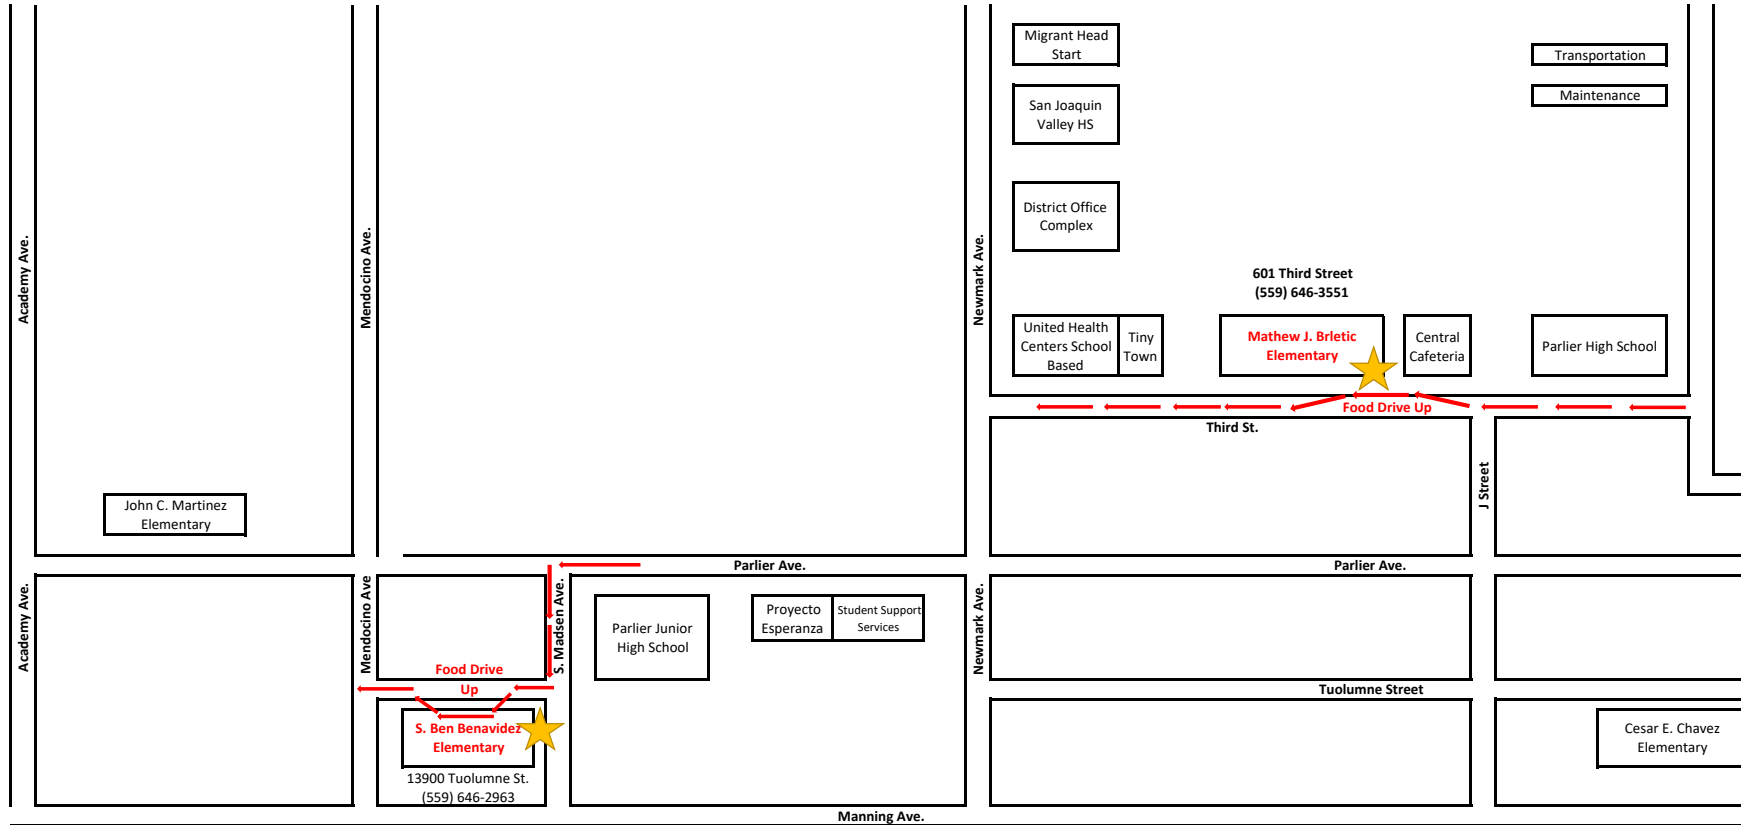 Migrant Head
Start
Transportation
Maintenance
San Joaquin
Valley HS
District Office
Complex
Academy Ave.
Mendocino Ave.
Newmark Ave.
601 Third Street
(559) 646-3551
United Health
Centers School
Based
Tiny
Town
Mathew J. Brletic
Elementary
Central
Cafeteria
Parlier High School
Food Drive Up
Third St.
J Street
John C. Martinez
Elementary
Parlier Ave.
Parlier Ave.
Academy Ave.
Mendocino Ave
S. Madsen Ave.
Newmark Ave.
Parlier Junior
High School
Proyecto
Esperanza
Student Support
Services
Food Drive
Up
Tuolumne Street
S. Ben Benavidez
Elementary
13900 Tuolumne St.
(559) 646-2963
Cesar E. Chavez
Elementary
Manning Ave.